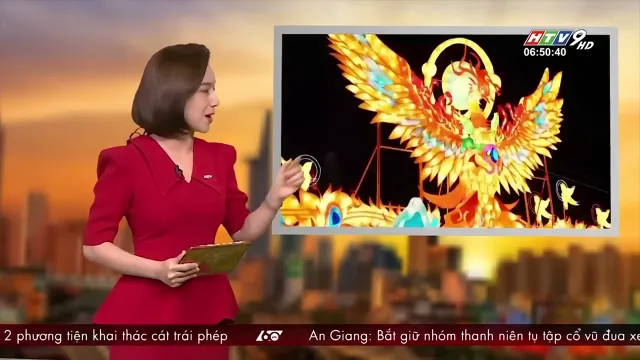 HTV9 HD
06:50:40
2 phương tiện khai thác cát trái phép 60 An Giang: Bắt giữ nhóm thanh niên tụ tập cổ vũ đua xe